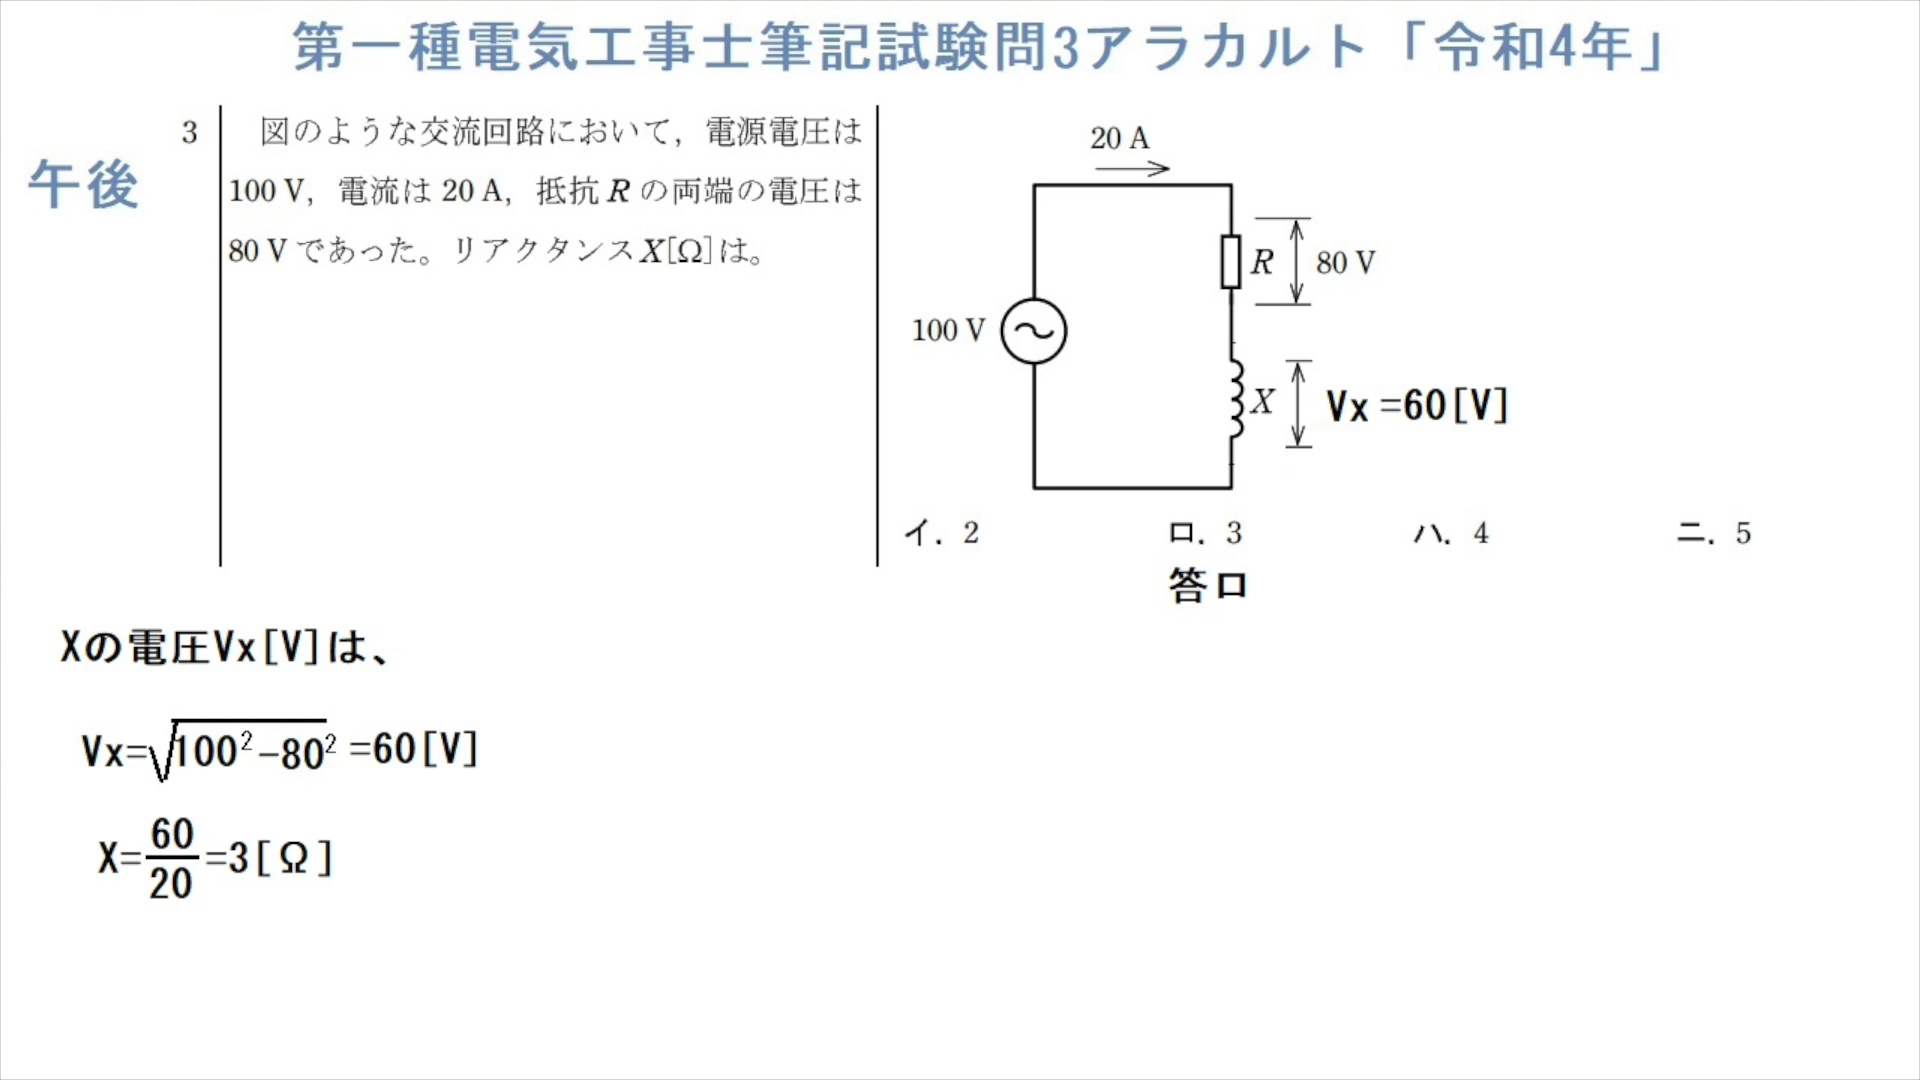 第一種電気工事士筆記試験問3アラカルト「令和4年」
午後
3
図のような交流回路において，電源電圧は
100 V，電流は 20 A，抵抗 R の両端の電圧は
80 V であった。リアクタンス X[Ω]は。
20 A
R
80 V
100 V
X
Vx =60[V]
イ．2 ロ．3 ハ．4 ニ．5
答ロ
Xの電圧Vx[V]は、
Vx=√100²−80² =60[V]
X=60/20=3[Ω]